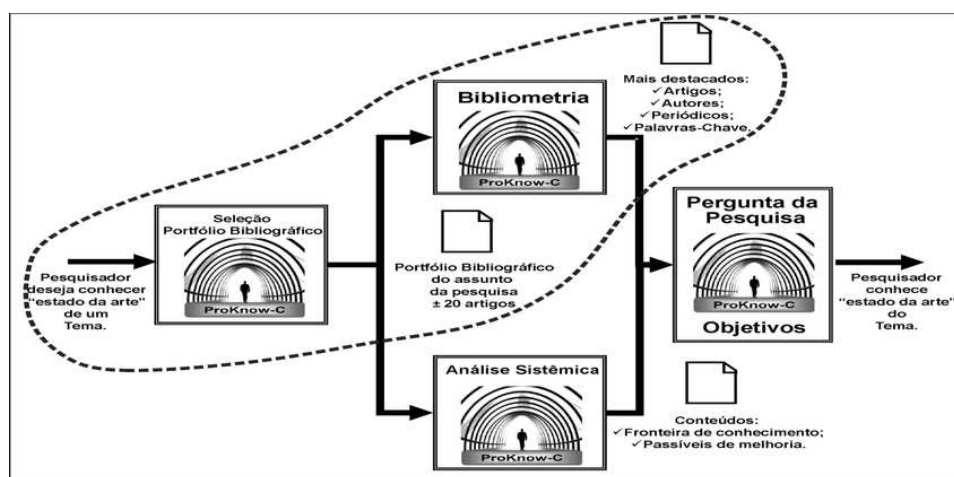 Pesquisador
deseja conhecer
“estado da arte”
de um
Tema.
Seleção
Portfólio Bibliográfico
ProKnow-C
Bibliometria
ProKnow-C
Mais destacados:
✓Artigos;
✓Autores;
✓Periódicos;
✓Palavras-Chave.
Portfólio Bibliográfico
do assunto
da pesquisa
± 20 artigos
Análise Sistêmica
ProKnow-C
Conteúdos:
✓Fronteira de conhecimento;
✓Passíveis de melhoria.
Pergunta da
Pesquisa
ProKnow-C
Objetivos
Pesquisador
conhece
“estado da arte”
do
Tema.